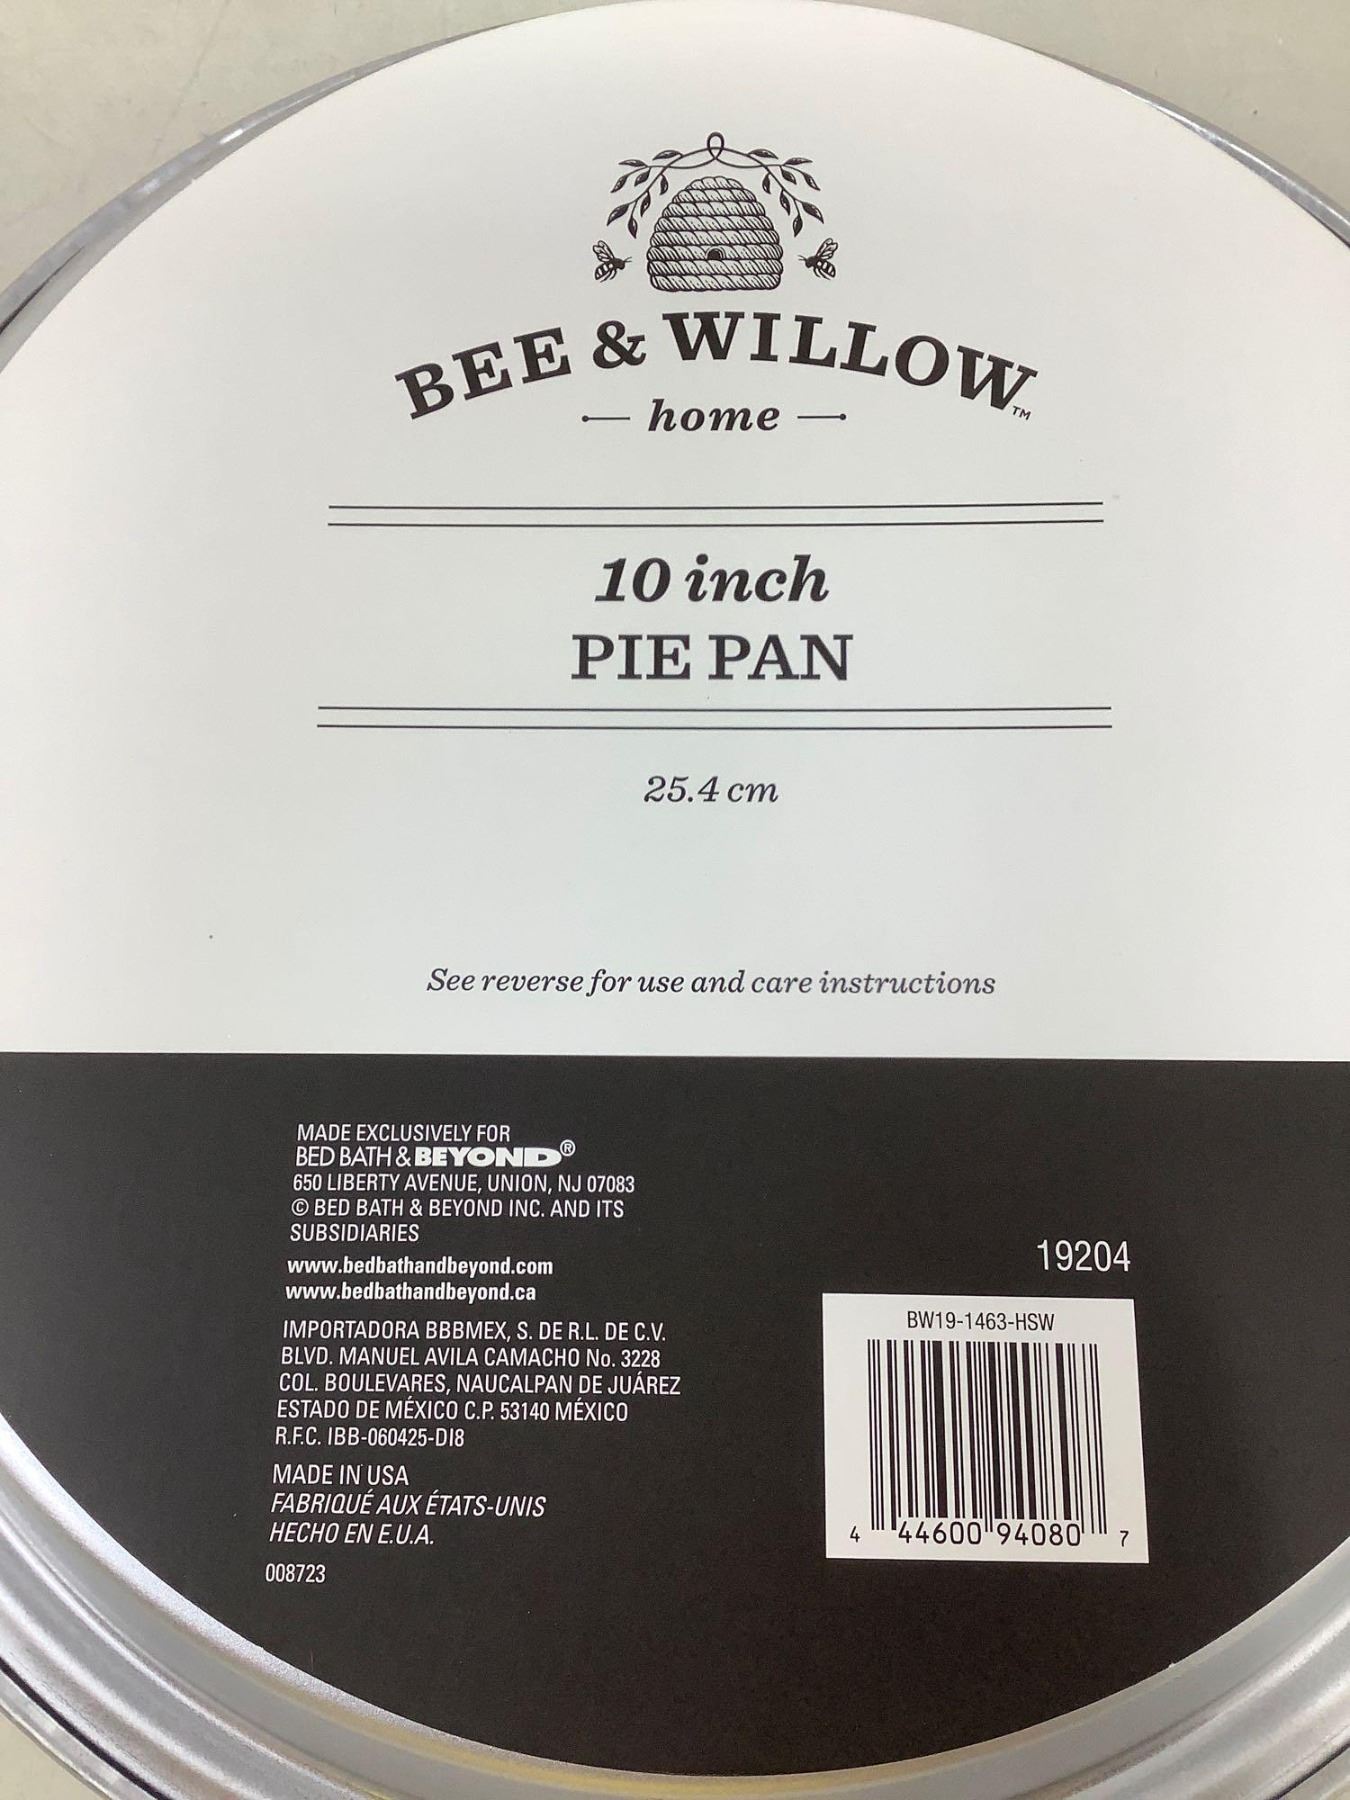 BEE & WILLOW™
home
10 inch
PIE PAN
25.4 cm
See reverse for use and care instructions
MADE EXCLUSIVELY FOR
BED BATH & BEYOND®
650 LIBERTY AVENUE, UNION, NJ 07083
© BED BATH & BEYOND INC. AND ITS
SUBSIDIARIES
www.bedbathandbeyond.com
www.bedbathandbeyond.ca
IMPORTADORA BBBMEX, S. DE R.L. DE C.V.
BLVD. MANUEL AVILA CAMACHO No. 3228
COL. BOULEVARES, NAUCALPAN DE JUÁREZ
ESTADO DE MÉXICO C.P. 53140 MÉXICO
R.F.C. IBB-060425-DI8
MADE IN USA
FABRIQUÉ AUX ÉTATS-UNIS
HECHO EN E.U.A.
008723
19204
BW19-1463-HSW
4 44600 94080 7